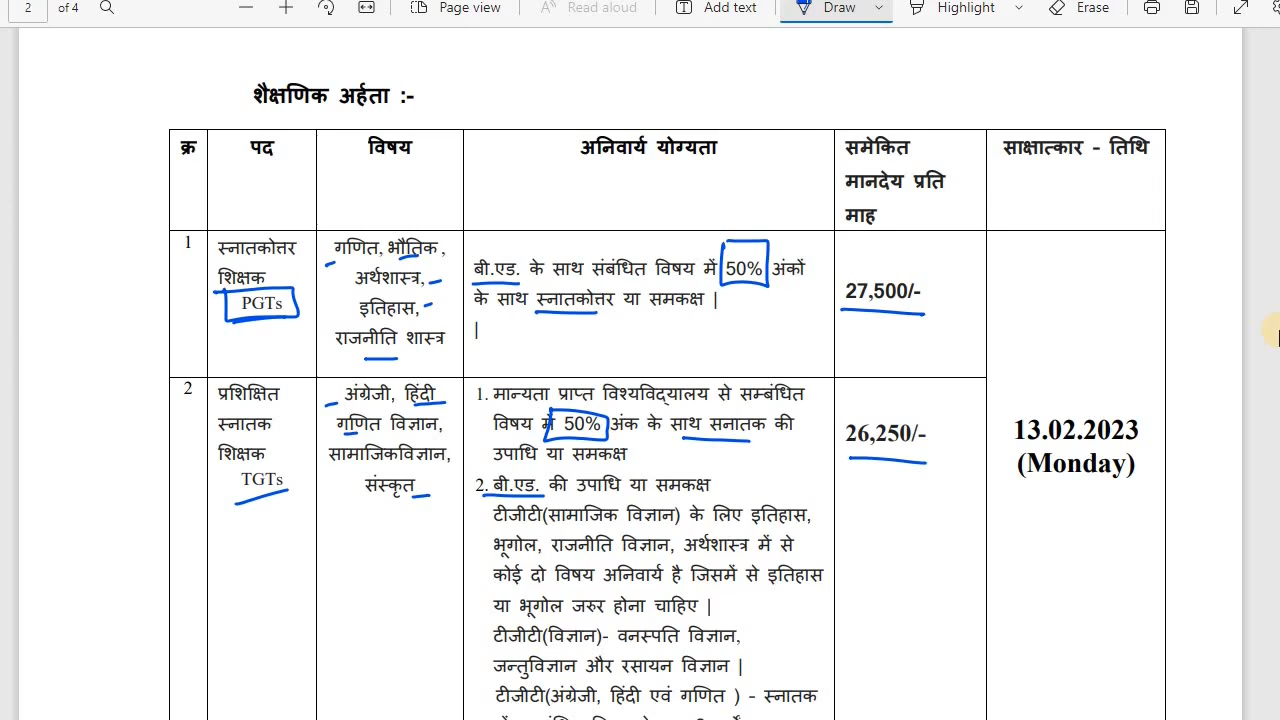 2 of 4 Page view Read aloud Add text Draw Highlight Erase
शैक्षणिक अर्हता :-
क्र पद विषय अनिवार्य योग्यता समेकित मानदेय प्रति माह साक्षात्कार - तिथि
1 स्नातकोत्तर शिक्षक PGTs
गणित, भौतिक ,
अर्थशास्त्र,
इतिहास,
राजनीति शास्त्र
बी.एड. के साथ संबंधित विषय में 50% अंकों
के साथ स्नातकोत्तर या समकक्ष |
|
27,500/-
2 प्रशिक्षित
स्नातक
शिक्षक
TGTs
अंग्रेजी, हिंदी
गणित विज्ञान,
सामाजिकविज्ञान,
संस्कृत
1. मान्यता प्राप्त विश्यविद्यालय से सम्बंधित
विषय में 50% अंक के साथ सनातक की
उपाधि या समकक्ष
2. बी.एड. की उपाधि या समकक्ष
टीजीटी(सामाजिक विज्ञान) के लिए इतिहास,
भूगोल, राजनीति विज्ञान, अर्थशास्त्र में से
कोई दो विषय अनिवार्य है जिसमें से इतिहास
या भूगोल जरुर होना चाहिए |
टीजीटी(विज्ञान)- वनस्पति विज्ञान,
जन्तुविज्ञान और रसायन विज्ञान |
टीजीटी(अंग्रेजी, हिंदी एवं गणित ) - स्नातक
26,250/-
13.02.2023
(Monday)